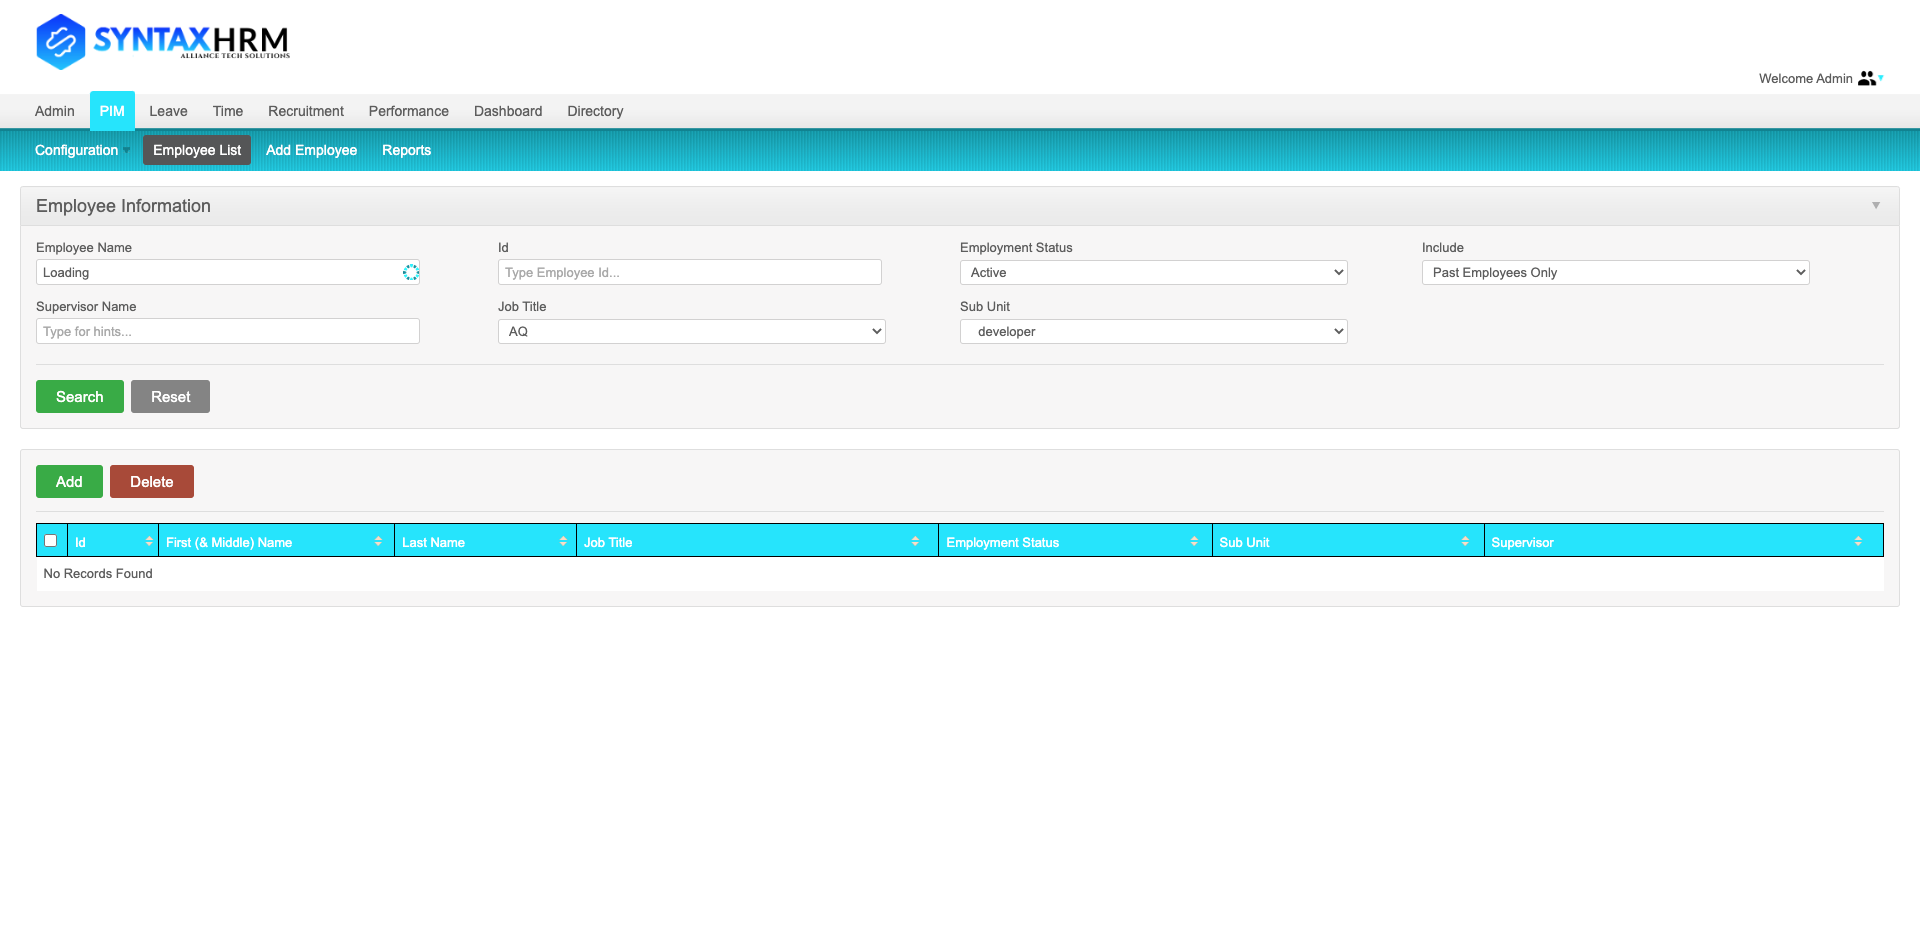 SYNTAXHRM
ALLIANCE TECH SOLUTIONS
Welcome Admin
Admin PIM Leave Time Recruitment Performance Dashboard Directory
Configuration Employee List Add Employee Reports
Employee Information
Employee Name Id Employment Status Include
Loading Type Employee Id... Active Past Employees Only
Supervisor Name Job Title Sub Unit
Type for hints... AQ developer
Search Reset
Add Delete
Id First (& Middle) Name Last Name Job Title Employment Status Sub Unit Supervisor
No Records Found